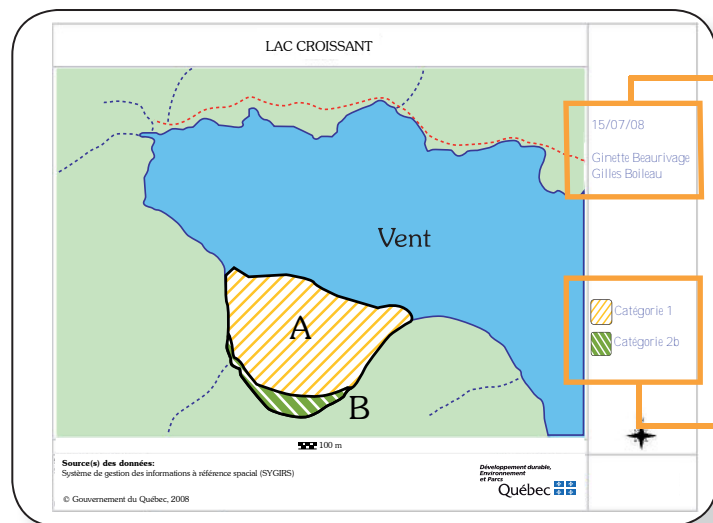 LAC CROISSANT
15/07/08
Ginette Beaurivage
Gilles Boileau
Vent
A
B
Catégorie 1
Catégorie 2b
100 m
Source(s) des données:
Système de gestion des informations à référence spacial (SYGIRS)
© Gouvernement du Québec, 2008
Développement durable,
Environnement
et Parcs
Québec